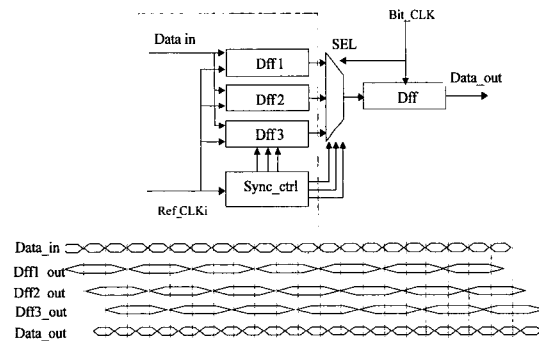 Bit_CLK
Data in
SEL
Dff1
Dff2
Dff3
Dff
Data_out
Sync_ctrl
Ref_CLKi
Data_in
Dff1_out
Dff2_out
Dff3_out
Data_out